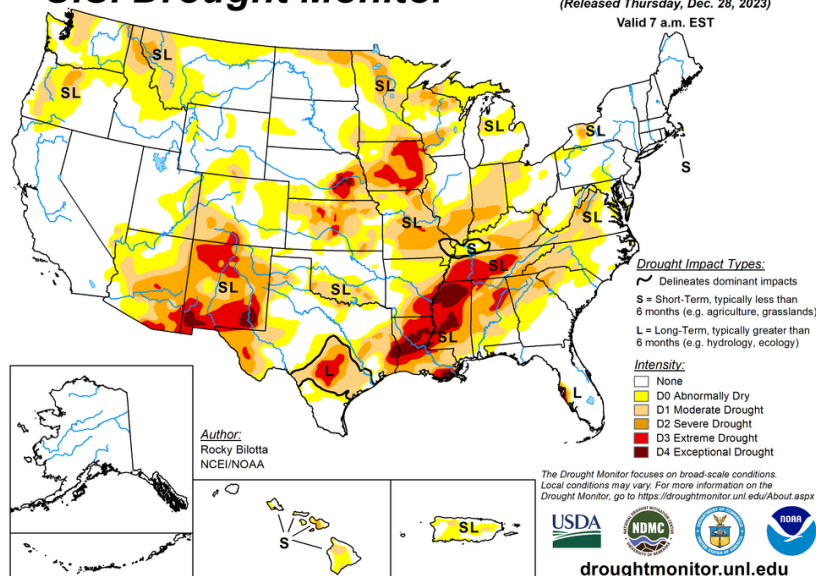 U.S. Drought Monitor
(Released Thursday, Dec. 28, 2023)
Valid 7 a.m. EST
SL
SL
SL
SL
SL
S
SL
SL
S
SL
SL
SL
SL
L
L
Drought Impact Types:
Delineates dominant impacts
S = Short-Term, typically less than
6 months (e.g. agriculture, grasslands)
L = Long-Term, typically greater than
6 months (e.g. hydrology, ecology)
Intensity:
None
D0 Abnormally Dry
D1 Moderate Drought
D2 Severe Drought
D3 Extreme Drought
D4 Exceptional Drought
Author:
Rocky Bilotta
NCEI/NOAA
S
SL
The Drought Monitor focuses on broad-scale conditions.
Local conditions may vary. For more information on the
Drought Monitor, go to https://droughtmonitor.unl.edu/About.aspx
USDA
NDMC
NOAA
droughtmonitor.unl.edu